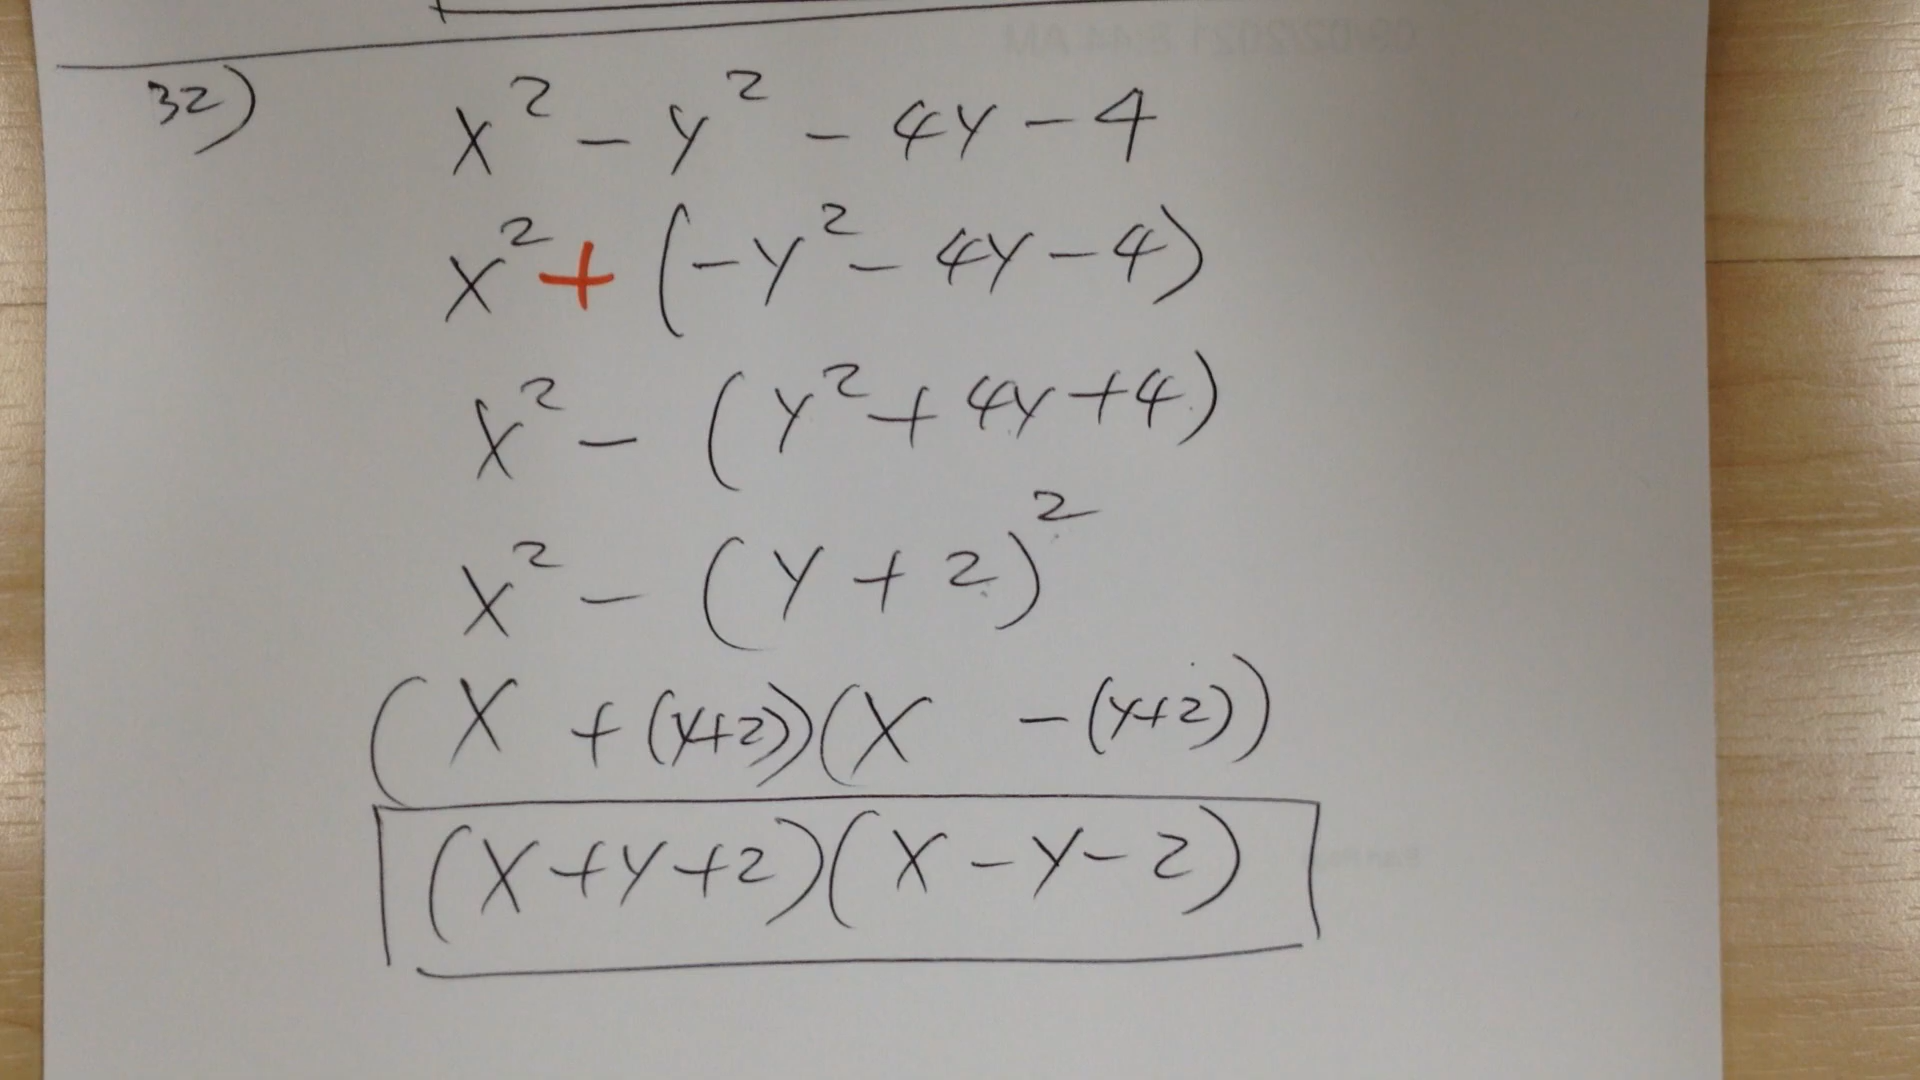 32) x² - y² - 4y - 4
x² + (-y² - 4y - 4)
x² - (y² + 4y + 4)
x² - (y + 2)²
(x + (y+2))(x - (y+2))
(x + y + 2)(x - y - 2)